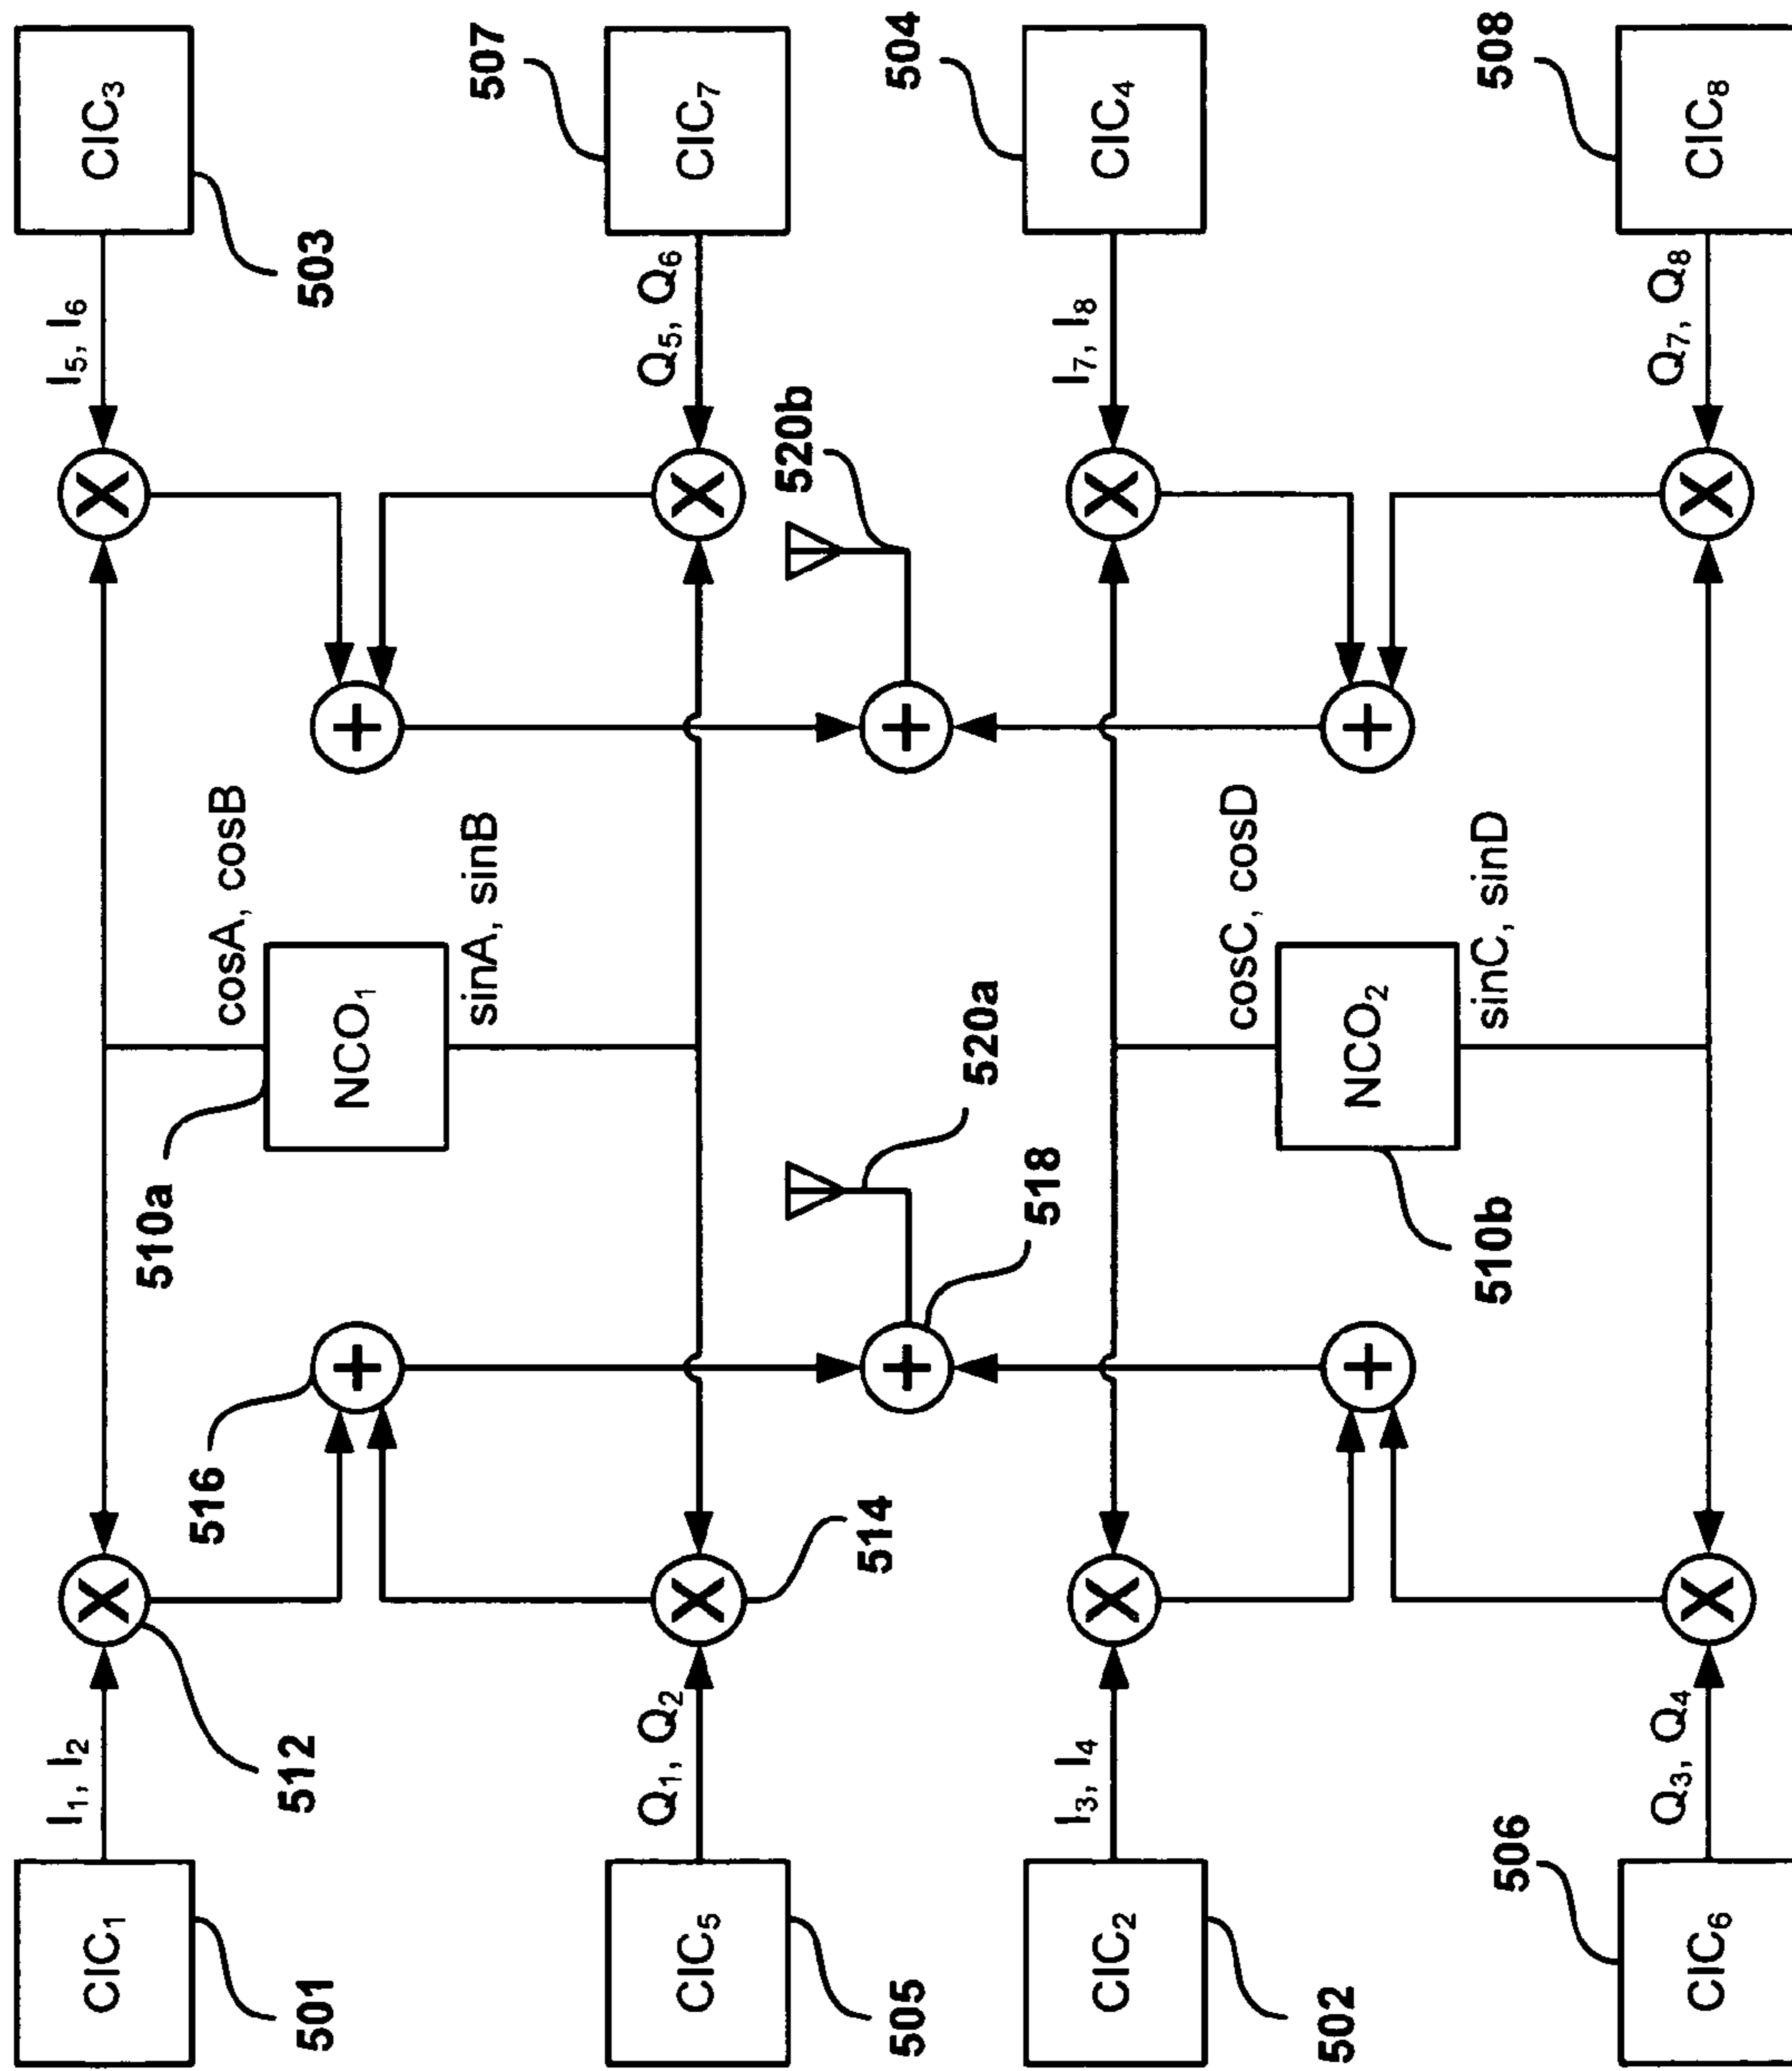 CIC₃
503
I₅, I₆
CIC₇
507
Q₅, Q₆
CIC₄
504
I₇, I₈
CIC₈
508
Q₇, Q₈
520b
cosA, cosB
NCO₁
sinA, sinB
510a
cosC, cosD
NCO₂
sinC, sinD
510b
520a
518
516
514
512
I₁, I₂
CIC₁
501
Q₁, Q₂
CIC₅
505
I₃, I₄
CIC₂
502
Q₃, Q₄
CIC₆
506